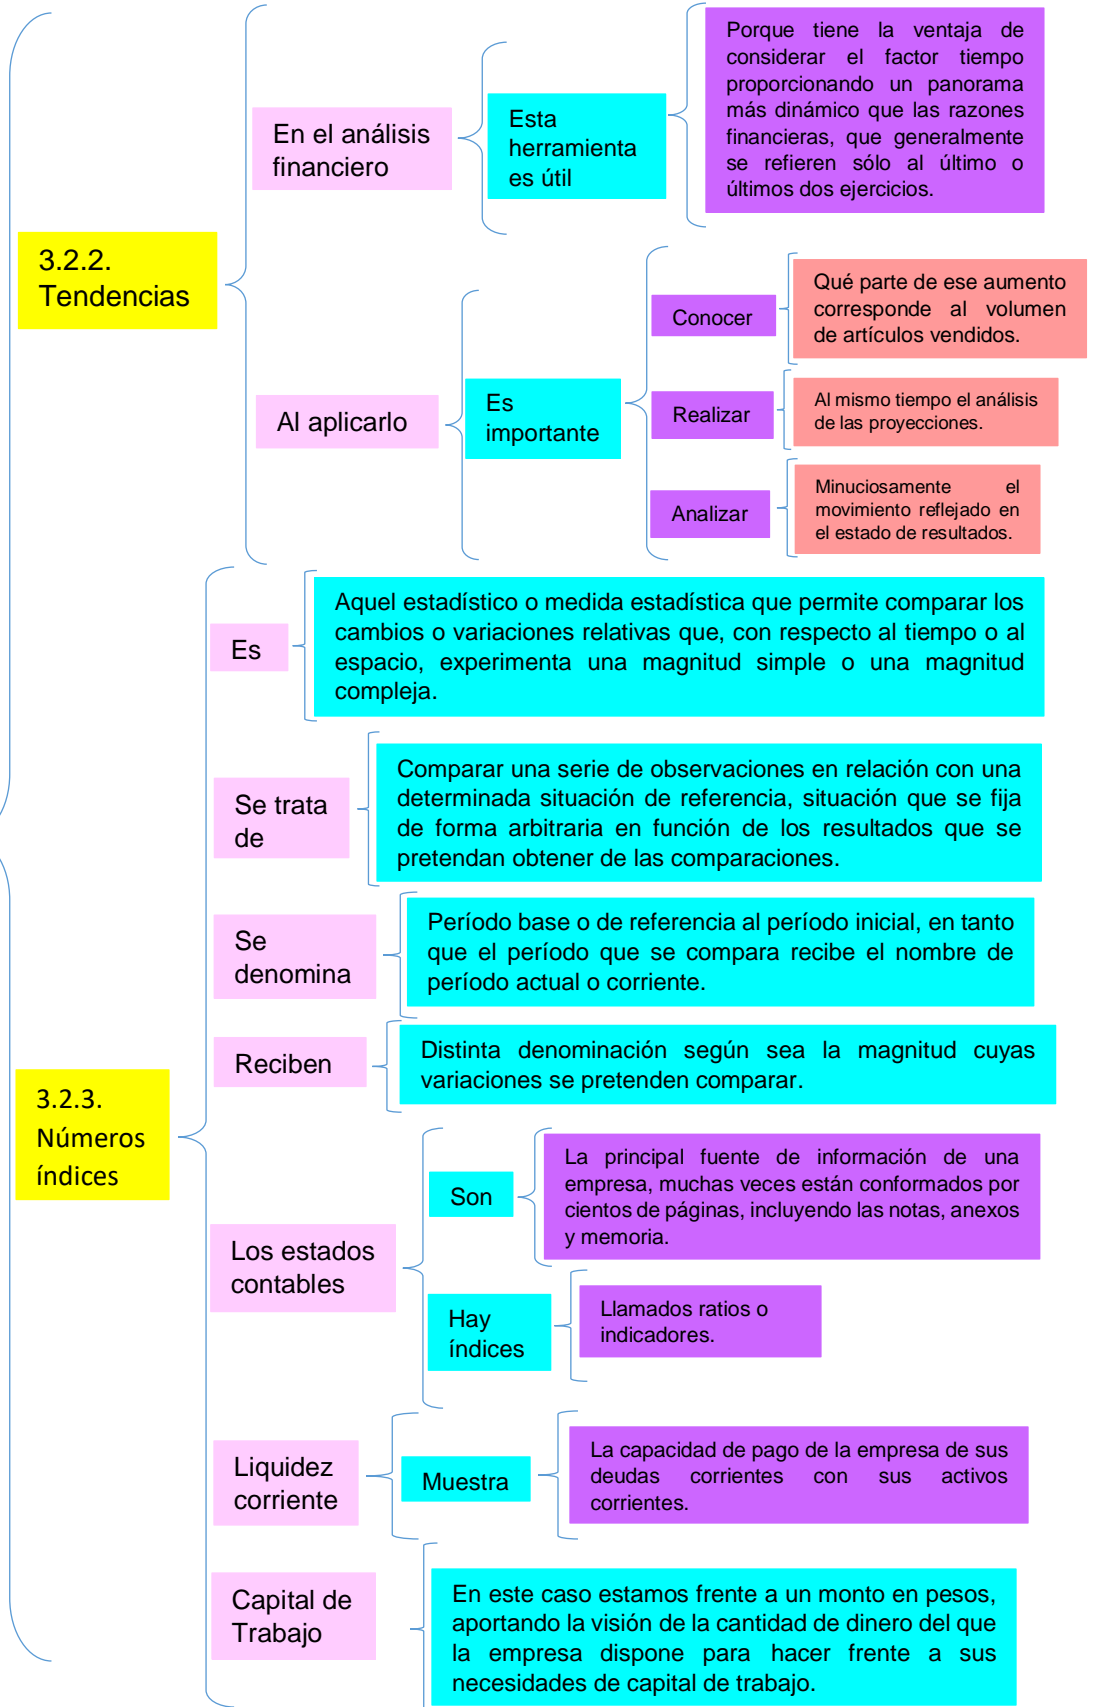 3.2.2.
Tendencias
En el análisis
financiero
Esta
herramienta
es útil
Porque tiene la ventaja de
considerar el factor tiempo
proporcionando un panorama
más dinámico que las razones
financieras, que generalmente
se refieren sólo al último o
últimos dos ejercicios.
Al aplicarlo
Es
importante
Conocer
Qué parte de ese aumento
corresponde al volumen
de artículos vendidos.
Realizar
Al mismo tiempo el análisis
de las proyecciones.
Analizar
Minuciosamente el
movimiento reflejado en
el estado de resultados.
3.2.3.
Números
índices
Es
Aquel estadístico o medida estadística que permite comparar los
cambios o variaciones relativas que, con respecto al tiempo o al
espacio, experimenta una magnitud simple o una magnitud
compleja.
Se trata
de
Comparar una serie de observaciones en relación con una
determinada situación de referencia, situación que se fija
de forma arbitraria en función de los resultados que se
pretendan obtener de las comparaciones.
Se
denomina
Período base o de referencia al período inicial, en tanto
que el período que se compara recibe el nombre de
período actual o corriente.
Reciben
Distinta denominación según sea la magnitud cuyas
variaciones se pretenden comparar.
Los estados
contables
Son
La principal fuente de información de una
empresa, muchas veces están conformados por
cientos de páginas, incluyendo las notas, anexos
y memoria.
Hay
índices
Llamados ratios o
indicadores.
Liquidez
corriente
Muestra
La capacidad de pago de la empresa de sus
deudas corrientes con sus activos
corrientes.
Capital de
Trabajo
En este caso estamos frente a un monto en pesos,
aportando la visión de la cantidad de dinero del que
la empresa dispone para hacer frente a sus
necesidades de capital de trabajo.